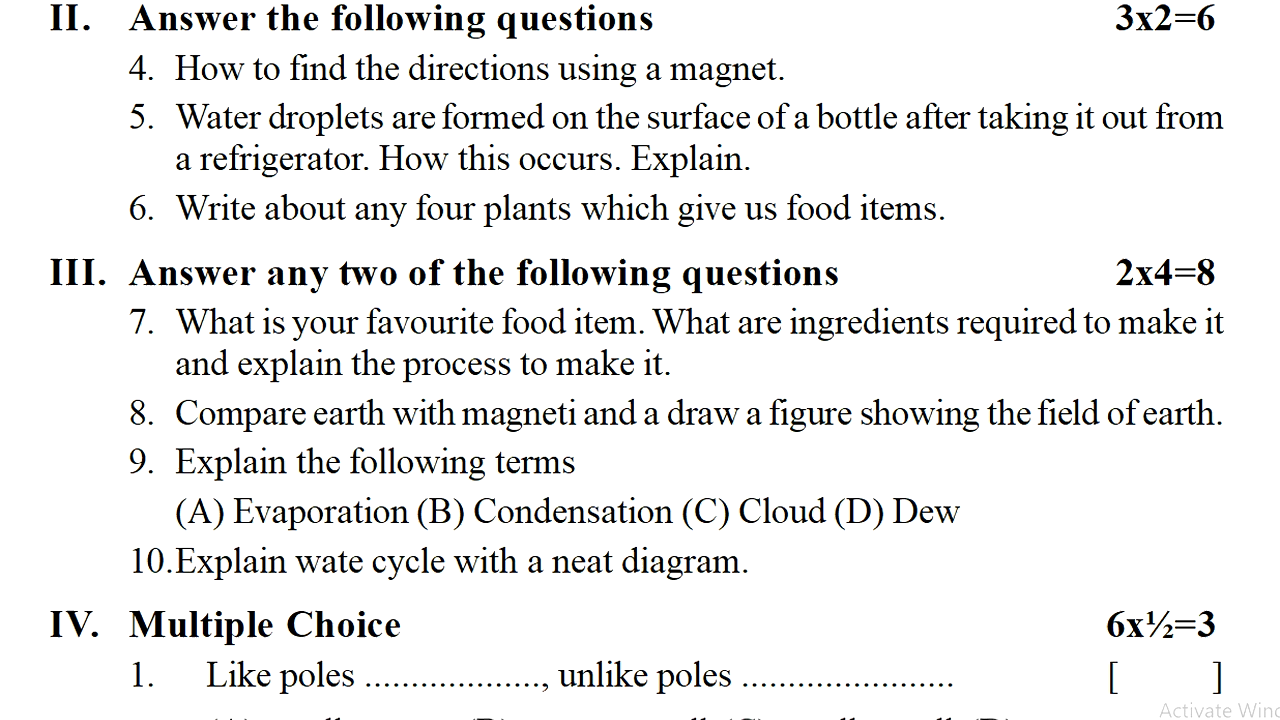 II. Answer the following questions 3x2=6
4. How to find the directions using a magnet.
5. Water droplets are formed on the surface of a bottle after taking it out from
a refrigerator. How this occurs. Explain.
6. Write about any four plants which give us food items.
III. Answer any two of the following questions 2x4=8
7. What is your favourite food item. What are ingredients required to make it
and explain the process to make it.
8. Compare earth with magneti and a draw a figure showing the field of earth.
9. Explain the following terms
(A) Evaporation (B) Condensation (C) Cloud (D) Dew
10.Explain wate cycle with a neat diagram.
IV. Multiple Choice 6x½=3
1. Like poles ..................., unlike poles ....................... [ ]
Activate Wind